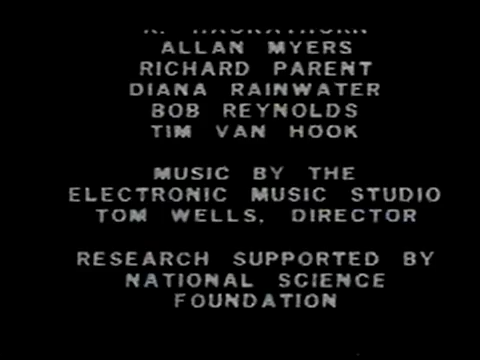 ALLAN MYERS
RICHARD PARENT
DIANA RAINWATER
BOB REYNOLDS
TIM VAN HOOK
MUSIC BY THE
ELECTRONIC MUSIC STUDIO
TOM WELLS, DIRECTOR
RESEARCH SUPPORTED BY
NATIONAL SCIENCE
FOUNDATION